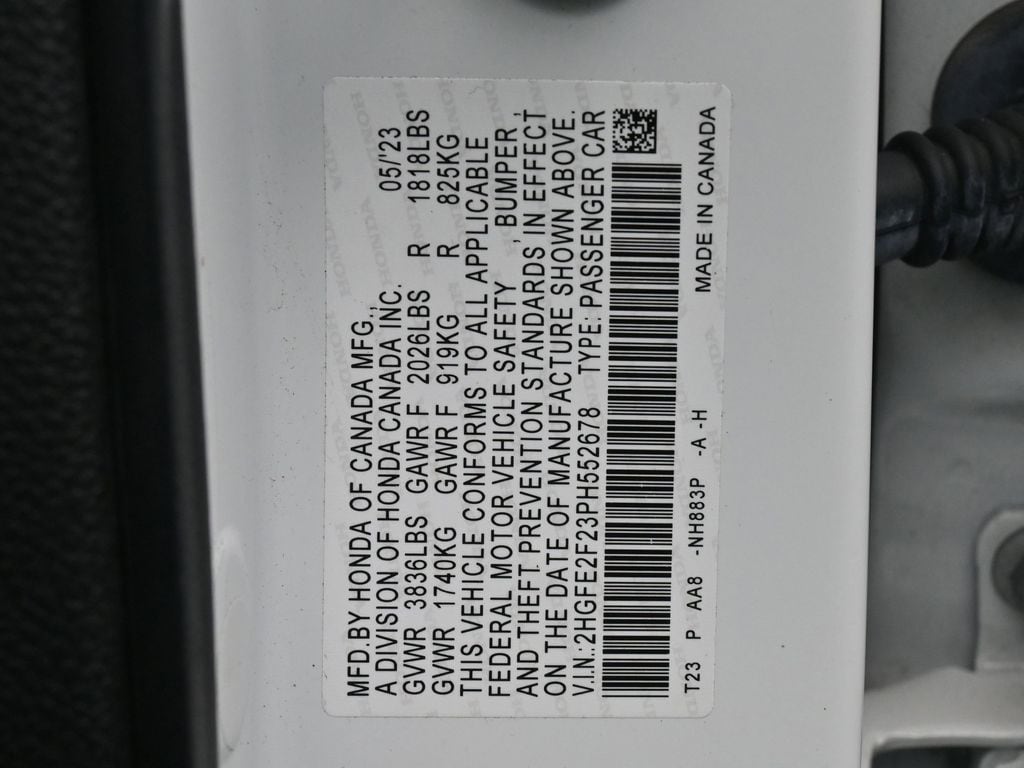 MFD.BY HONDA OF CANADA MFG.,
A DIVISION OF HONDA CANADA INC. 05/'23
GVWR 3836LBS GAWR F 2026LBS R 1818LBS
GVWR 1740KG GAWR F 919KG R 825KG
THIS VEHICLE CONFORMS TO ALL APPLICABLE
FEDERAL MOTOR VEHICLE SAFETY, BUMPER,
AND THEFT PREVENTION STANDARDS IN EFFECT
ON THE DATE OF MANUFACTURE SHOWN ABOVE.
V.I.N.:2HGFE2F23PH552678 TYPE: PASSENGER CAR
T23 P AA8 -NH883P -A -H MADE IN CANADA